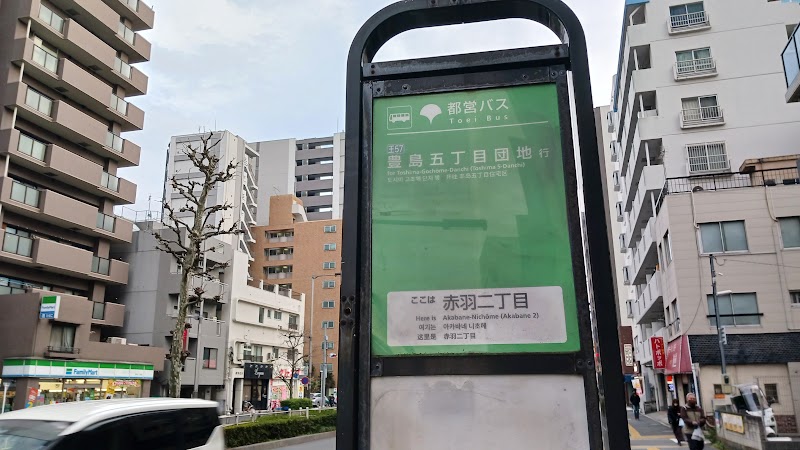 都営バス
Toei Bus
王57
豊島五丁目団地 行
for Toshima-Gochōme-Danchi (Toshima 5-Danchi)
ここは 赤羽二丁目
Here is Akabane-Nichōme (Akabane 2)
여기는 아카바네 니초메
这里是 赤羽二丁目
FamilyMart